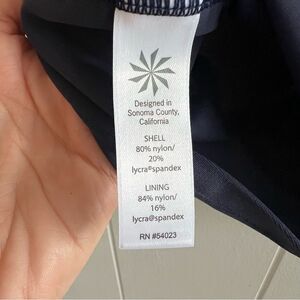 Designed in
Sonoma County,
California
SHELL
80% nylon/
20%
lycra®spandex
LINING
84% nylon/
16%
lycra®spandex
RN #54023